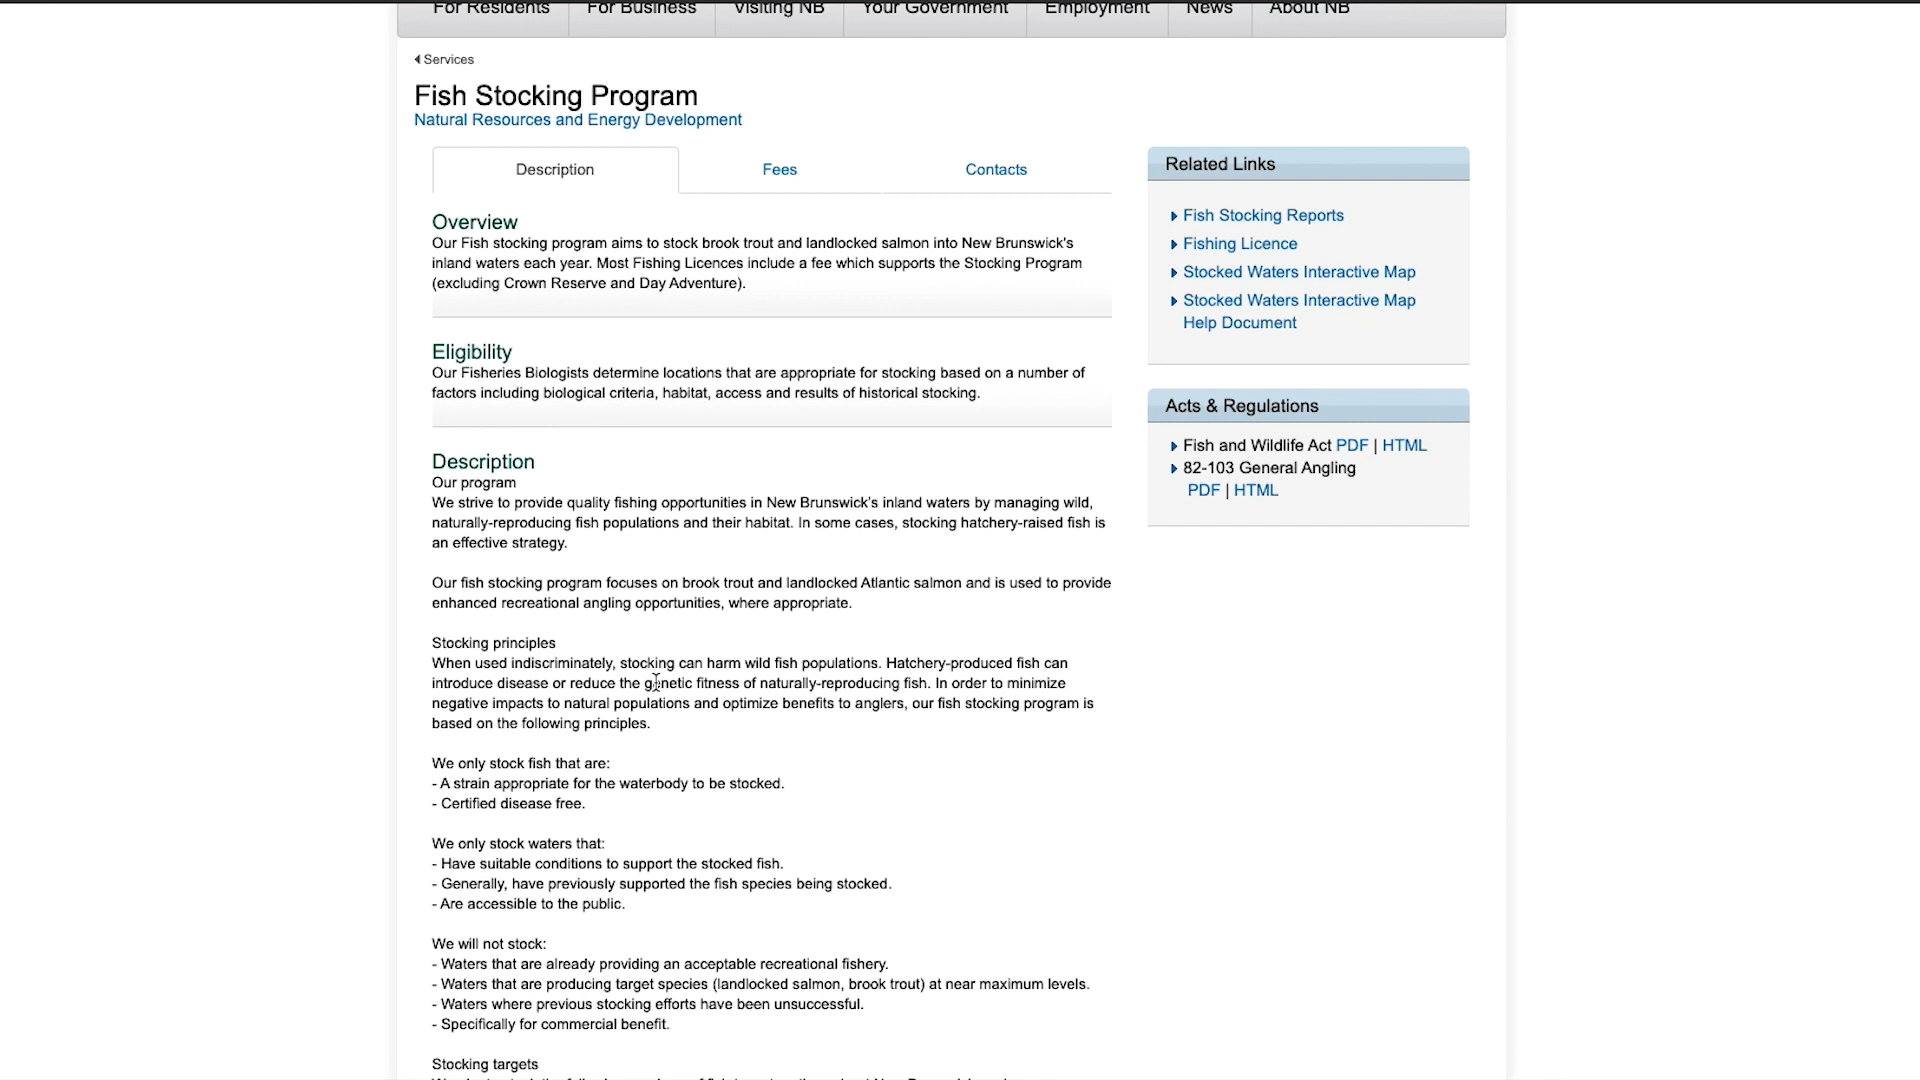 For Residents For Business Visiting NB Your Government Employment News About NB
Services
Fish Stocking Program
Natural Resources and Energy Development
Description Fees Contacts
Overview
Our Fish stocking program aims to stock brook trout and landlocked salmon into New Brunswick's
inland waters each year. Most Fishing Licences include a fee which supports the Stocking Program
(excluding Crown Reserve and Day Adventure).
Eligibility
Our Fisheries Biologists determine locations that are appropriate for stocking based on a number of
factors including biological criteria, habitat, access and results of historical stocking.
Description
Our program
We strive to provide quality fishing opportunities in New Brunswick's inland waters by managing wild,
naturally-reproducing fish populations and their habitat. In some cases, stocking hatchery-raised fish is
an effective strategy.
Our fish stocking program focuses on brook trout and landlocked Atlantic salmon and is used to provide
enhanced recreational angling opportunities, where appropriate.
Stocking principles
When used indiscriminately, stocking can harm wild fish populations. Hatchery-produced fish can
introduce disease or reduce the genetic fitness of naturally-reproducing fish. In order to minimize
negative impacts to natural populations and optimize benefits to anglers, our fish stocking program is
based on the following principles.
We only stock fish that are:
- A strain appropriate for the waterbody to be stocked.
- Certified disease free.
We only stock waters that:
- Have suitable conditions to support the stocked fish.
- Generally, have previously supported the fish species being stocked.
- Are accessible to the public.
We will not stock:
- Waters that are already providing an acceptable recreational fishery.
- Waters that are producing target species (landlocked salmon, brook trout) at near maximum levels.
- Waters where previous stocking efforts have been unsuccessful.
- Specifically for commercial benefit.
Stocking targets
Related Links
Fish Stocking Reports
Fishing Licence
Stocked Waters Interactive Map
Stocked Waters Interactive Map
Help Document
Acts & Regulations
Fish and Wildlife Act PDF | HTML
82-103 General Angling
PDF | HTML